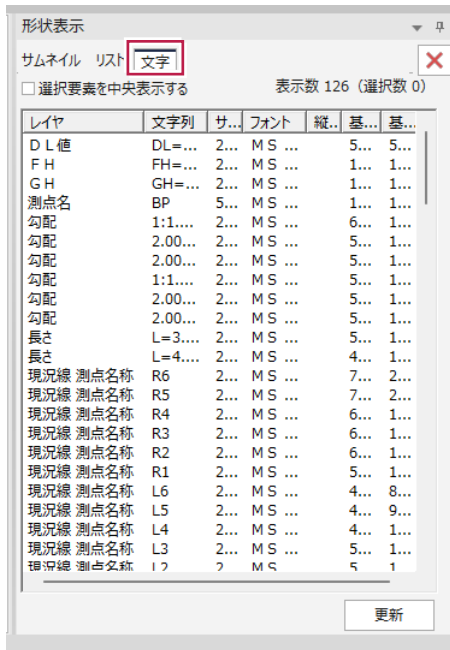 形状表示
サムネイル リスト 文字
選択要素を中央表示する 表示数 126（選択数 0）
レイヤ 文字列 サ... フォント 縦... 基... 基...
ＤＬ値 DL=... 2... ＭＳ ... 5... 5...
ＦＨ FH=... 2... ＭＳ ... 1... 1...
ＧＨ GH=... 2... ＭＳ ... 1... 1...
測点名 BP 5... ＭＳ ... 1... 1...
勾配 1:1.... 2... ＭＳ ... 6... 1...
勾配 2.00... 2... ＭＳ ... 5... 1...
勾配 2.00... 2... ＭＳ ... 5... 1...
勾配 1:1.... 2... ＭＳ ... 5... 1...
勾配 2.00... 2... ＭＳ ... 5... 1...
勾配 2.00... 2... ＭＳ ... 5... 1...
長さ L=3.... 2... ＭＳ ... 5... 1...
長さ L=4.... 2... ＭＳ ... 4... 1...
現況線 測点名称 R6 2... ＭＳ ... 7... 2...
現況線 測点名称 R5 2... ＭＳ ... 7... 2...
現況線 測点名称 R4 2... ＭＳ ... 6... 1...
現況線 測点名称 R3 2... ＭＳ ... 6... 1...
現況線 測点名称 R2 2... ＭＳ ... 6... 1...
現況線 測点名称 R1 2... ＭＳ ... 5... 1...
現況線 測点名称 L6 2... ＭＳ ... 4... 8...
現況線 測点名称 L5 2... ＭＳ ... 4... 9...
現況線 測点名称 L4 2... ＭＳ ... 4... 1...
現況線 測点名称 L3 2... ＭＳ ... 5... 1...
現況線 測点名称 L2 2... ＭＳ ... 5... 1...
更新